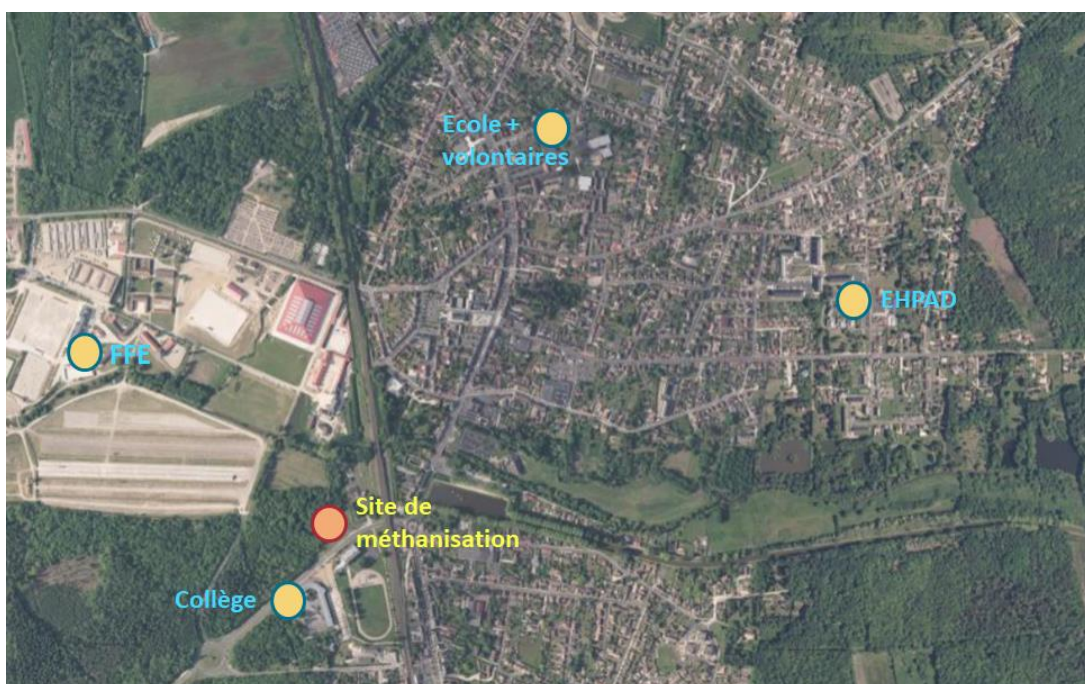 Ecole +
volontaires
EHPAD
FFE
Site de
méthanisation
Collège